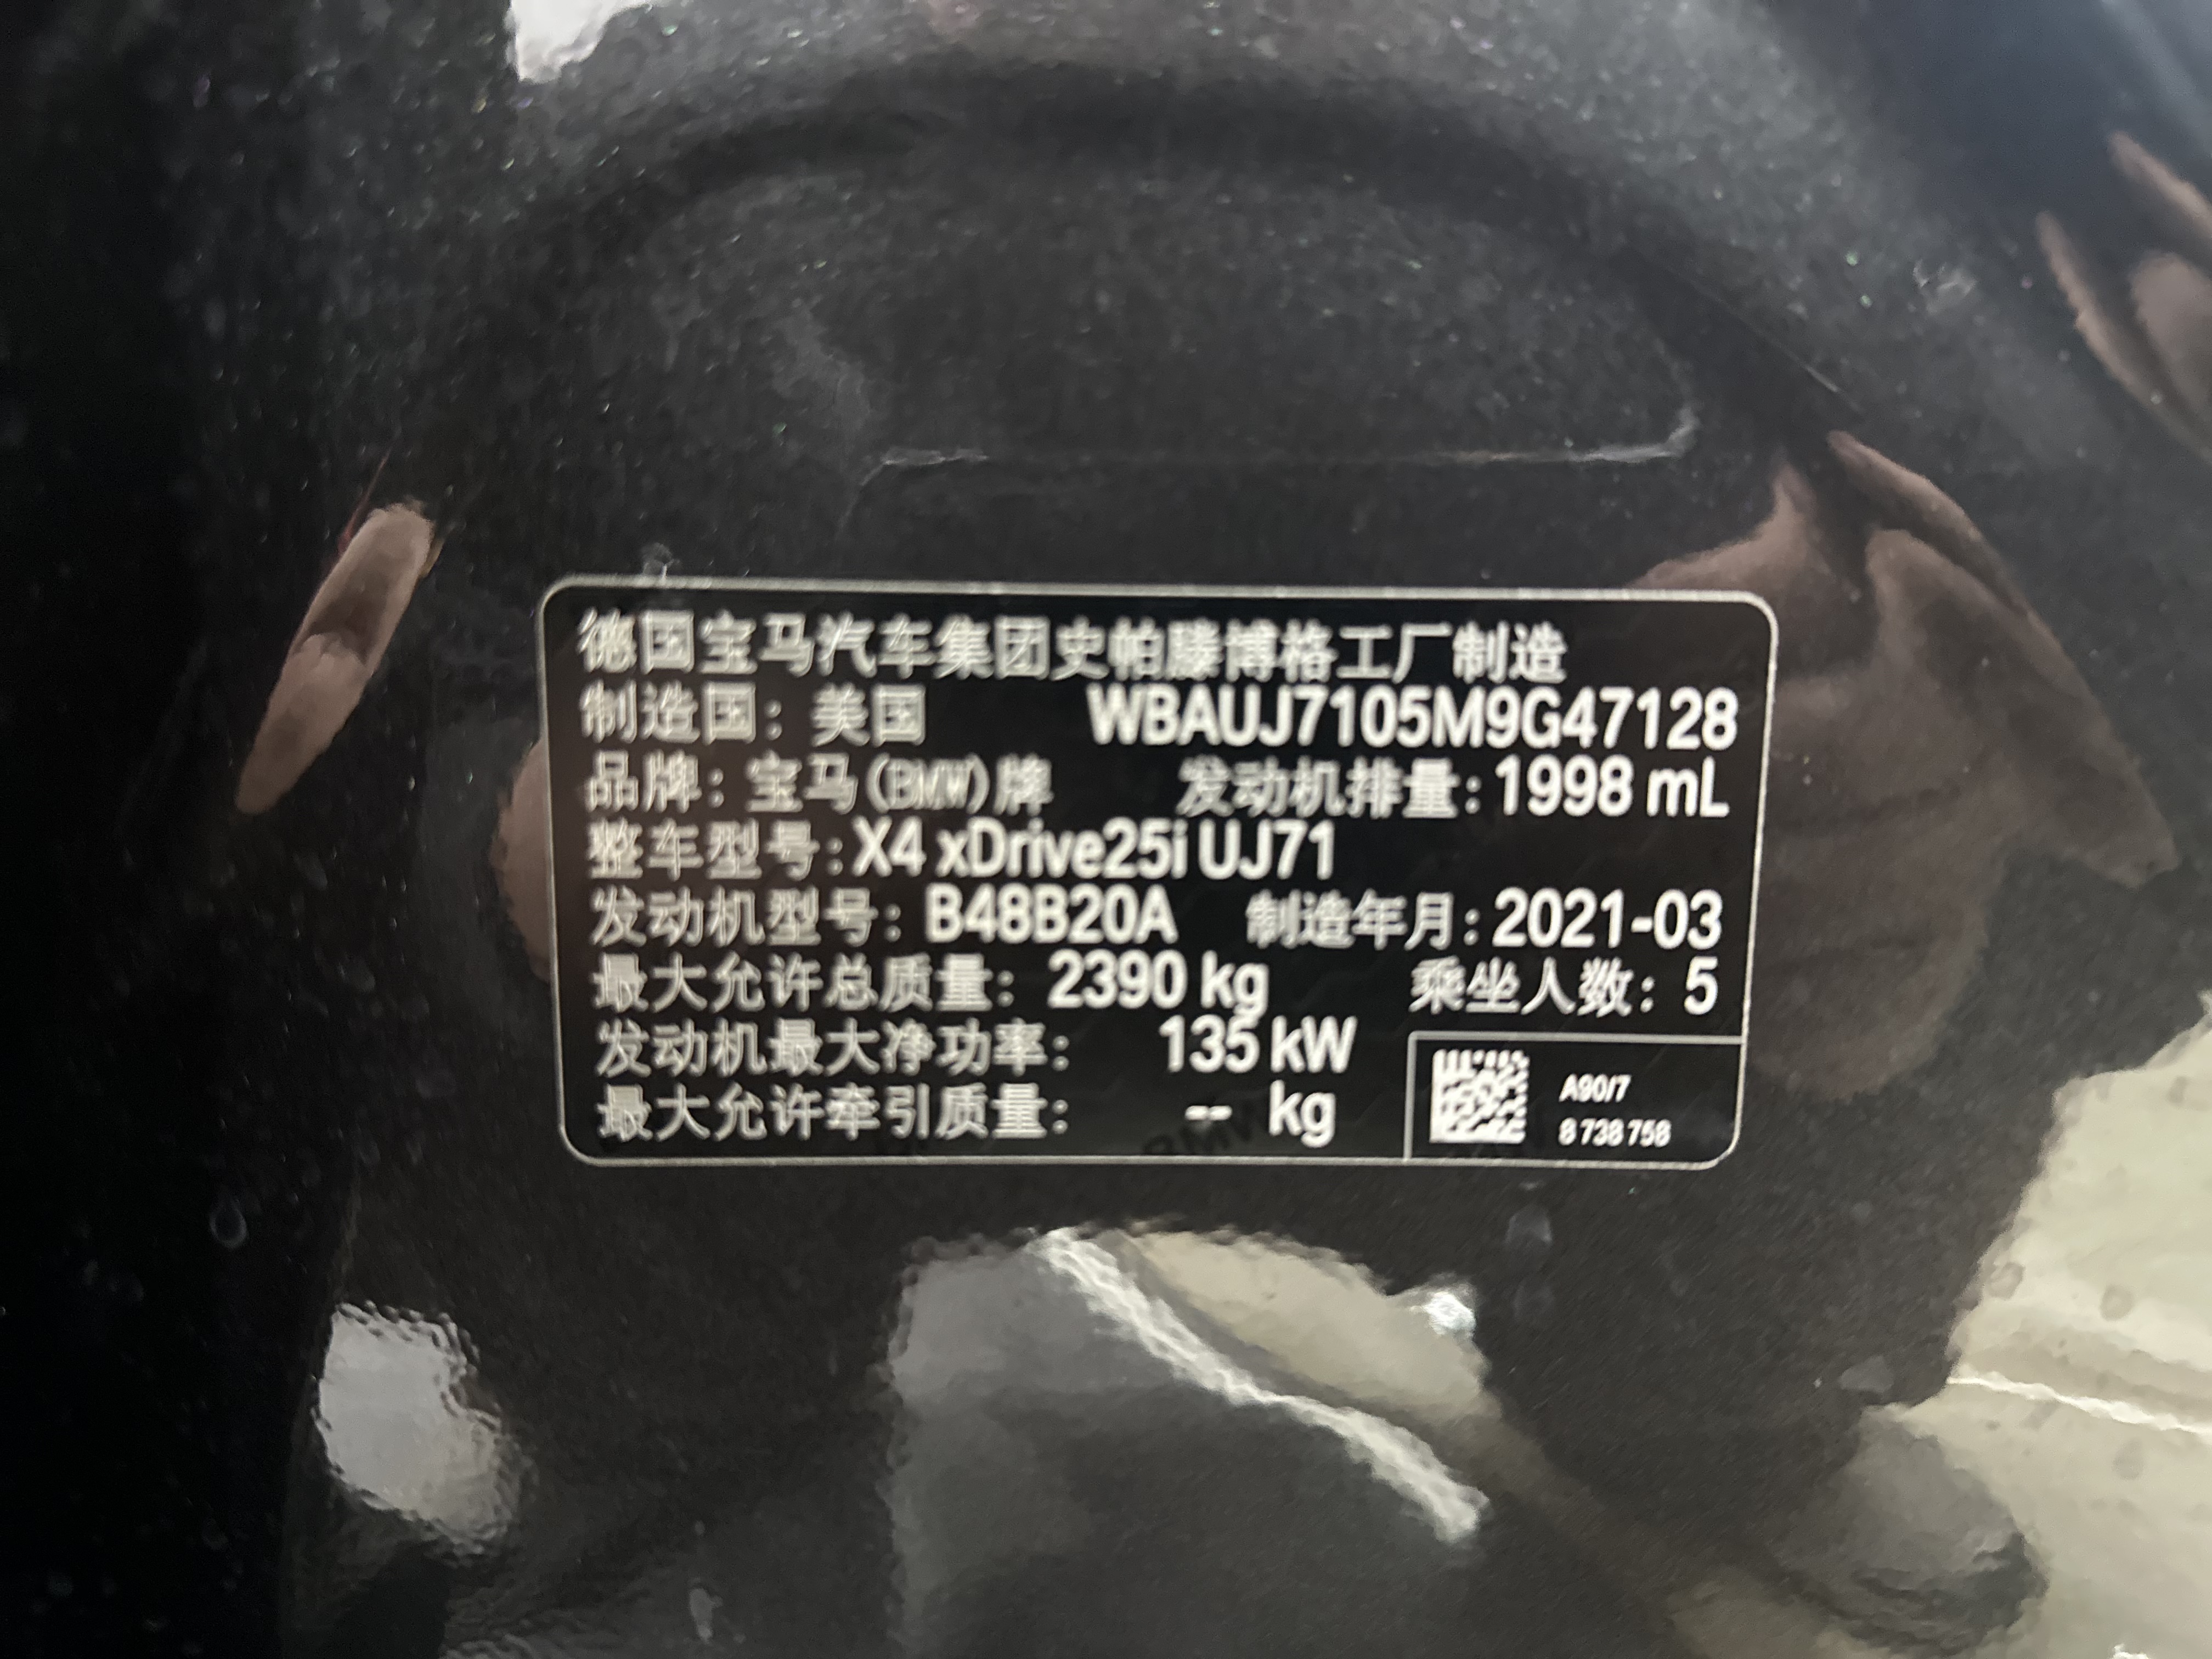 德国宝马汽车集团史帕滕博格工厂制造
制造国：美国 WBAUJ7105M9G47128
品牌：宝马(BMW)牌 发动机排量：1998 mL
整车型号：X4 xDrive25i UJ71
发动机型号：B48B20A 制造年月：2021-03
最大允许总质量：2390 kg 乘坐人数：5
发动机最大净功率：135 kW
最大允许牵引质量：-- kg
A90/7
8 738 758